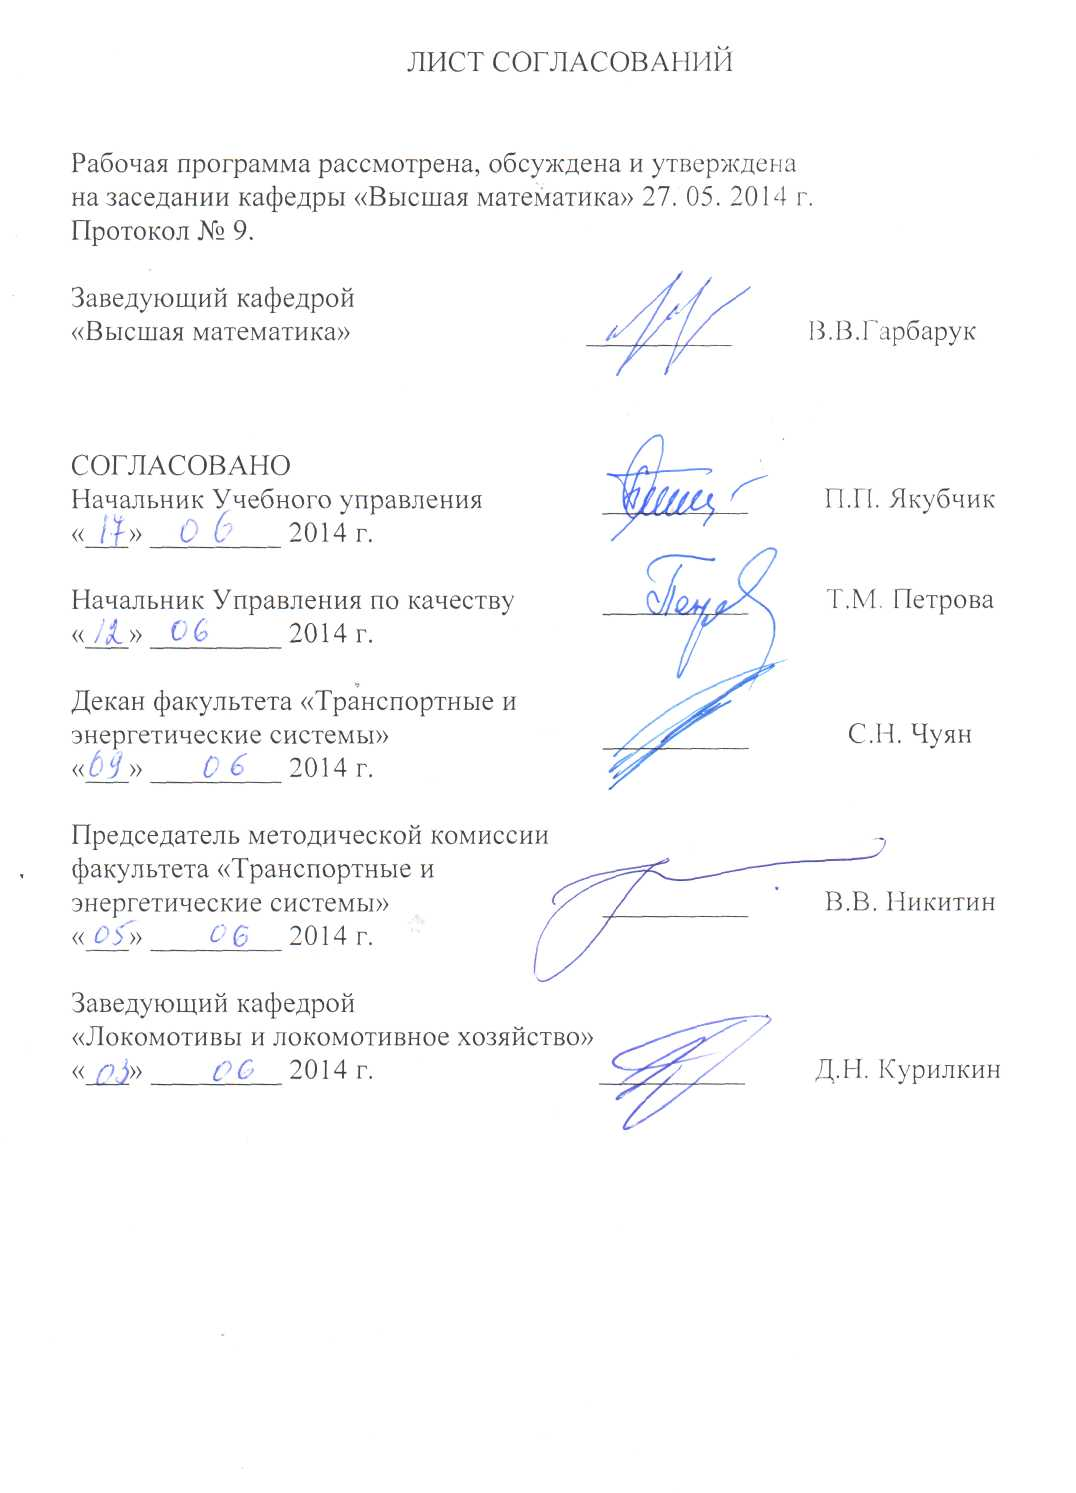 ЛИСТ СОГЛАСОВАНИЙ
Рабочая программа рассмотрена, обсуждена и утверждена
на заседании кафедры «Высшая математика» 27. 05. 2014 г.
Протокол № 9.
Заведующий кафедрой
«Высшая математика» В.В.Гарбарук
СОГЛАСОВАНО
Начальник Учебного управления П.П. Якубчик
«17» 06 2014 г.
Начальник Управления по качеству Т.М. Петрова
«12» 06 2014 г.
Декан факультета «Транспортные и
энергетические системы» С.Н. Чуян
«09» 06 2014 г.
Председатель методической комиссии
факультета «Транспортные и
энергетические системы» В.В. Никитин
«05» 06 2014 г.
Заведующий кафедрой
«Локомотивы и локомотивное хозяйство»
«03» 06 2014 г. Д.Н. Курилкин